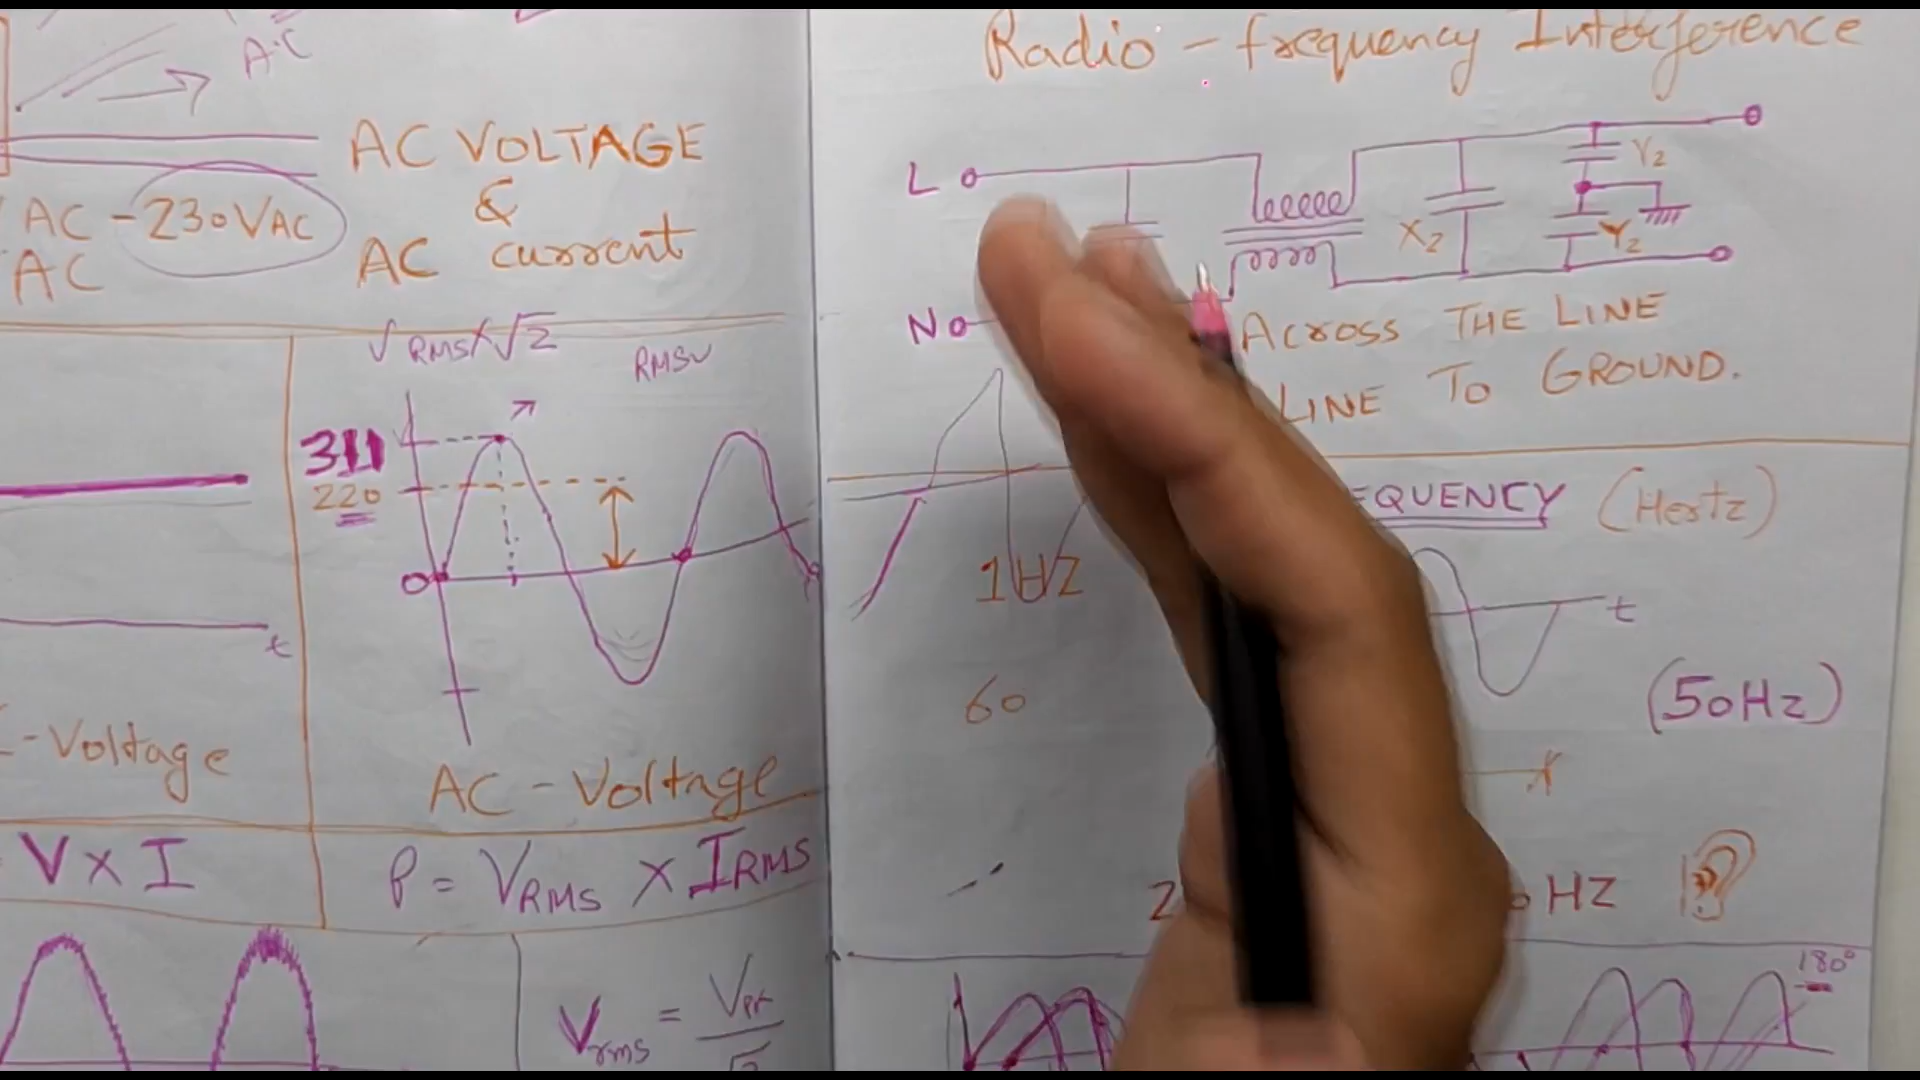 A.C
AC - 230VAC
AC
AC VOLTAGE
&
AC current
VRMS x √2
RMSV
311
220
0
t
- Voltage
AC - Voltage
V x I
P = VRMS x IRMS
Vrms = Vpk
Radio - frequency Interference
L
N
X2
Y2
Y2
ACROSS THE LINE
LINE TO GROUND.
EQUENCY (Hertz)
1HZ
t
60
(50Hz)
2
0 HZ
180°